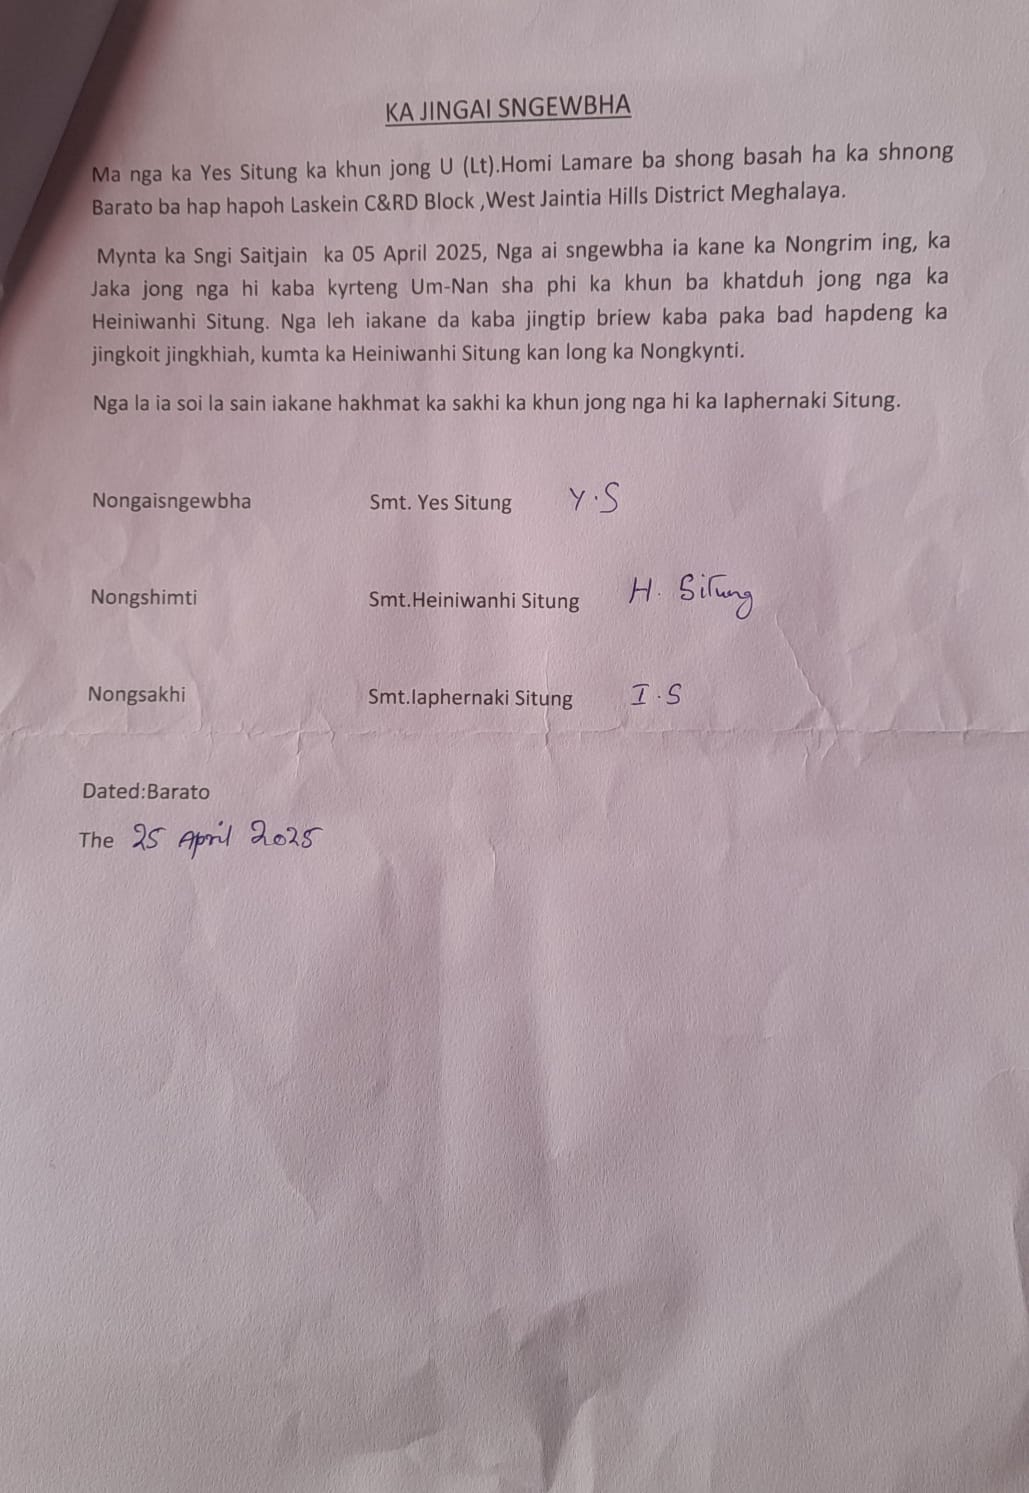 KA JINGAI SNGEWBHA
Ma nga ka Yes Situng ka khun jong U (Lt).Homi Lamare ba shong basah ha ka shnong
Barato ba hap hapoh Laskein C&RD Block ,West Jaintia Hills District Meghalaya.
Mynta ka Sngi Saitjain ka 05 April 2025, Nga ai sngewbha ia kane ka Nongrim ing, ka
Jaka jong nga hi kaba kyrteng Um-Nan sha phi ka khun ba khatduh jong nga ka
Heiniwanhi Situng. Nga leh iakane da kaba jingtip briew kaba paka bad hapdeng ka
jingkoit jingkhiah, kumta ka Heiniwanhi Situng kan long ka Nongkynti.
Nga la ia soi la sain iakane hakhmat ka sakhi ka khun jong nga hi ka Iaphernaki Situng.
Nongaisngewbha Smt. Yes Situng Y.S
Nongshimti Smt.Heiniwanhi Situng H. Situng
Nongsakhi Smt.Iaphernaki Situng I.S
Dated:Barato
The 25 April 2025